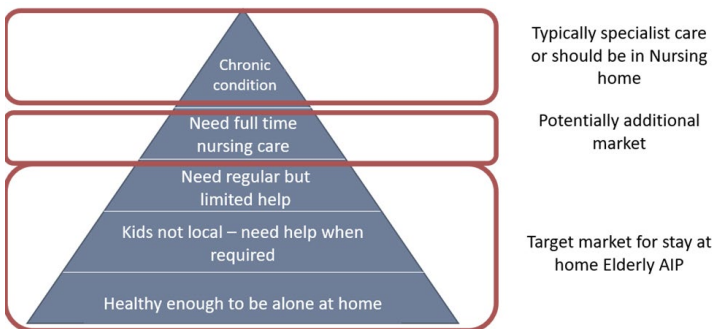 Chronic
condition
Typically specialist care
or should be in Nursing
home
Need full time
nursing care
Potentially additional
market
Need regular but
limited help
Kids not local – need help when
required
Healthy enough to be alone at home
Target market for stay at
home Elderly AIP